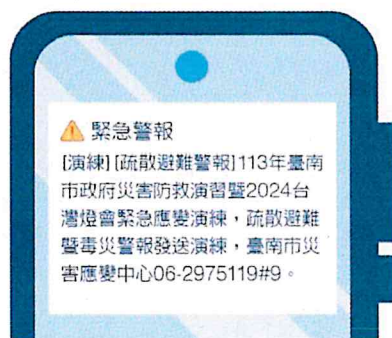 ⚠ 緊急警報
[演練][疏散避難警報]113年臺南
市政府災害防救演習暨2024台
灣燈會緊急應變演練，疏散避難
暨毒災警報發送演練，臺南市災
害應變中心06-2975119#9。